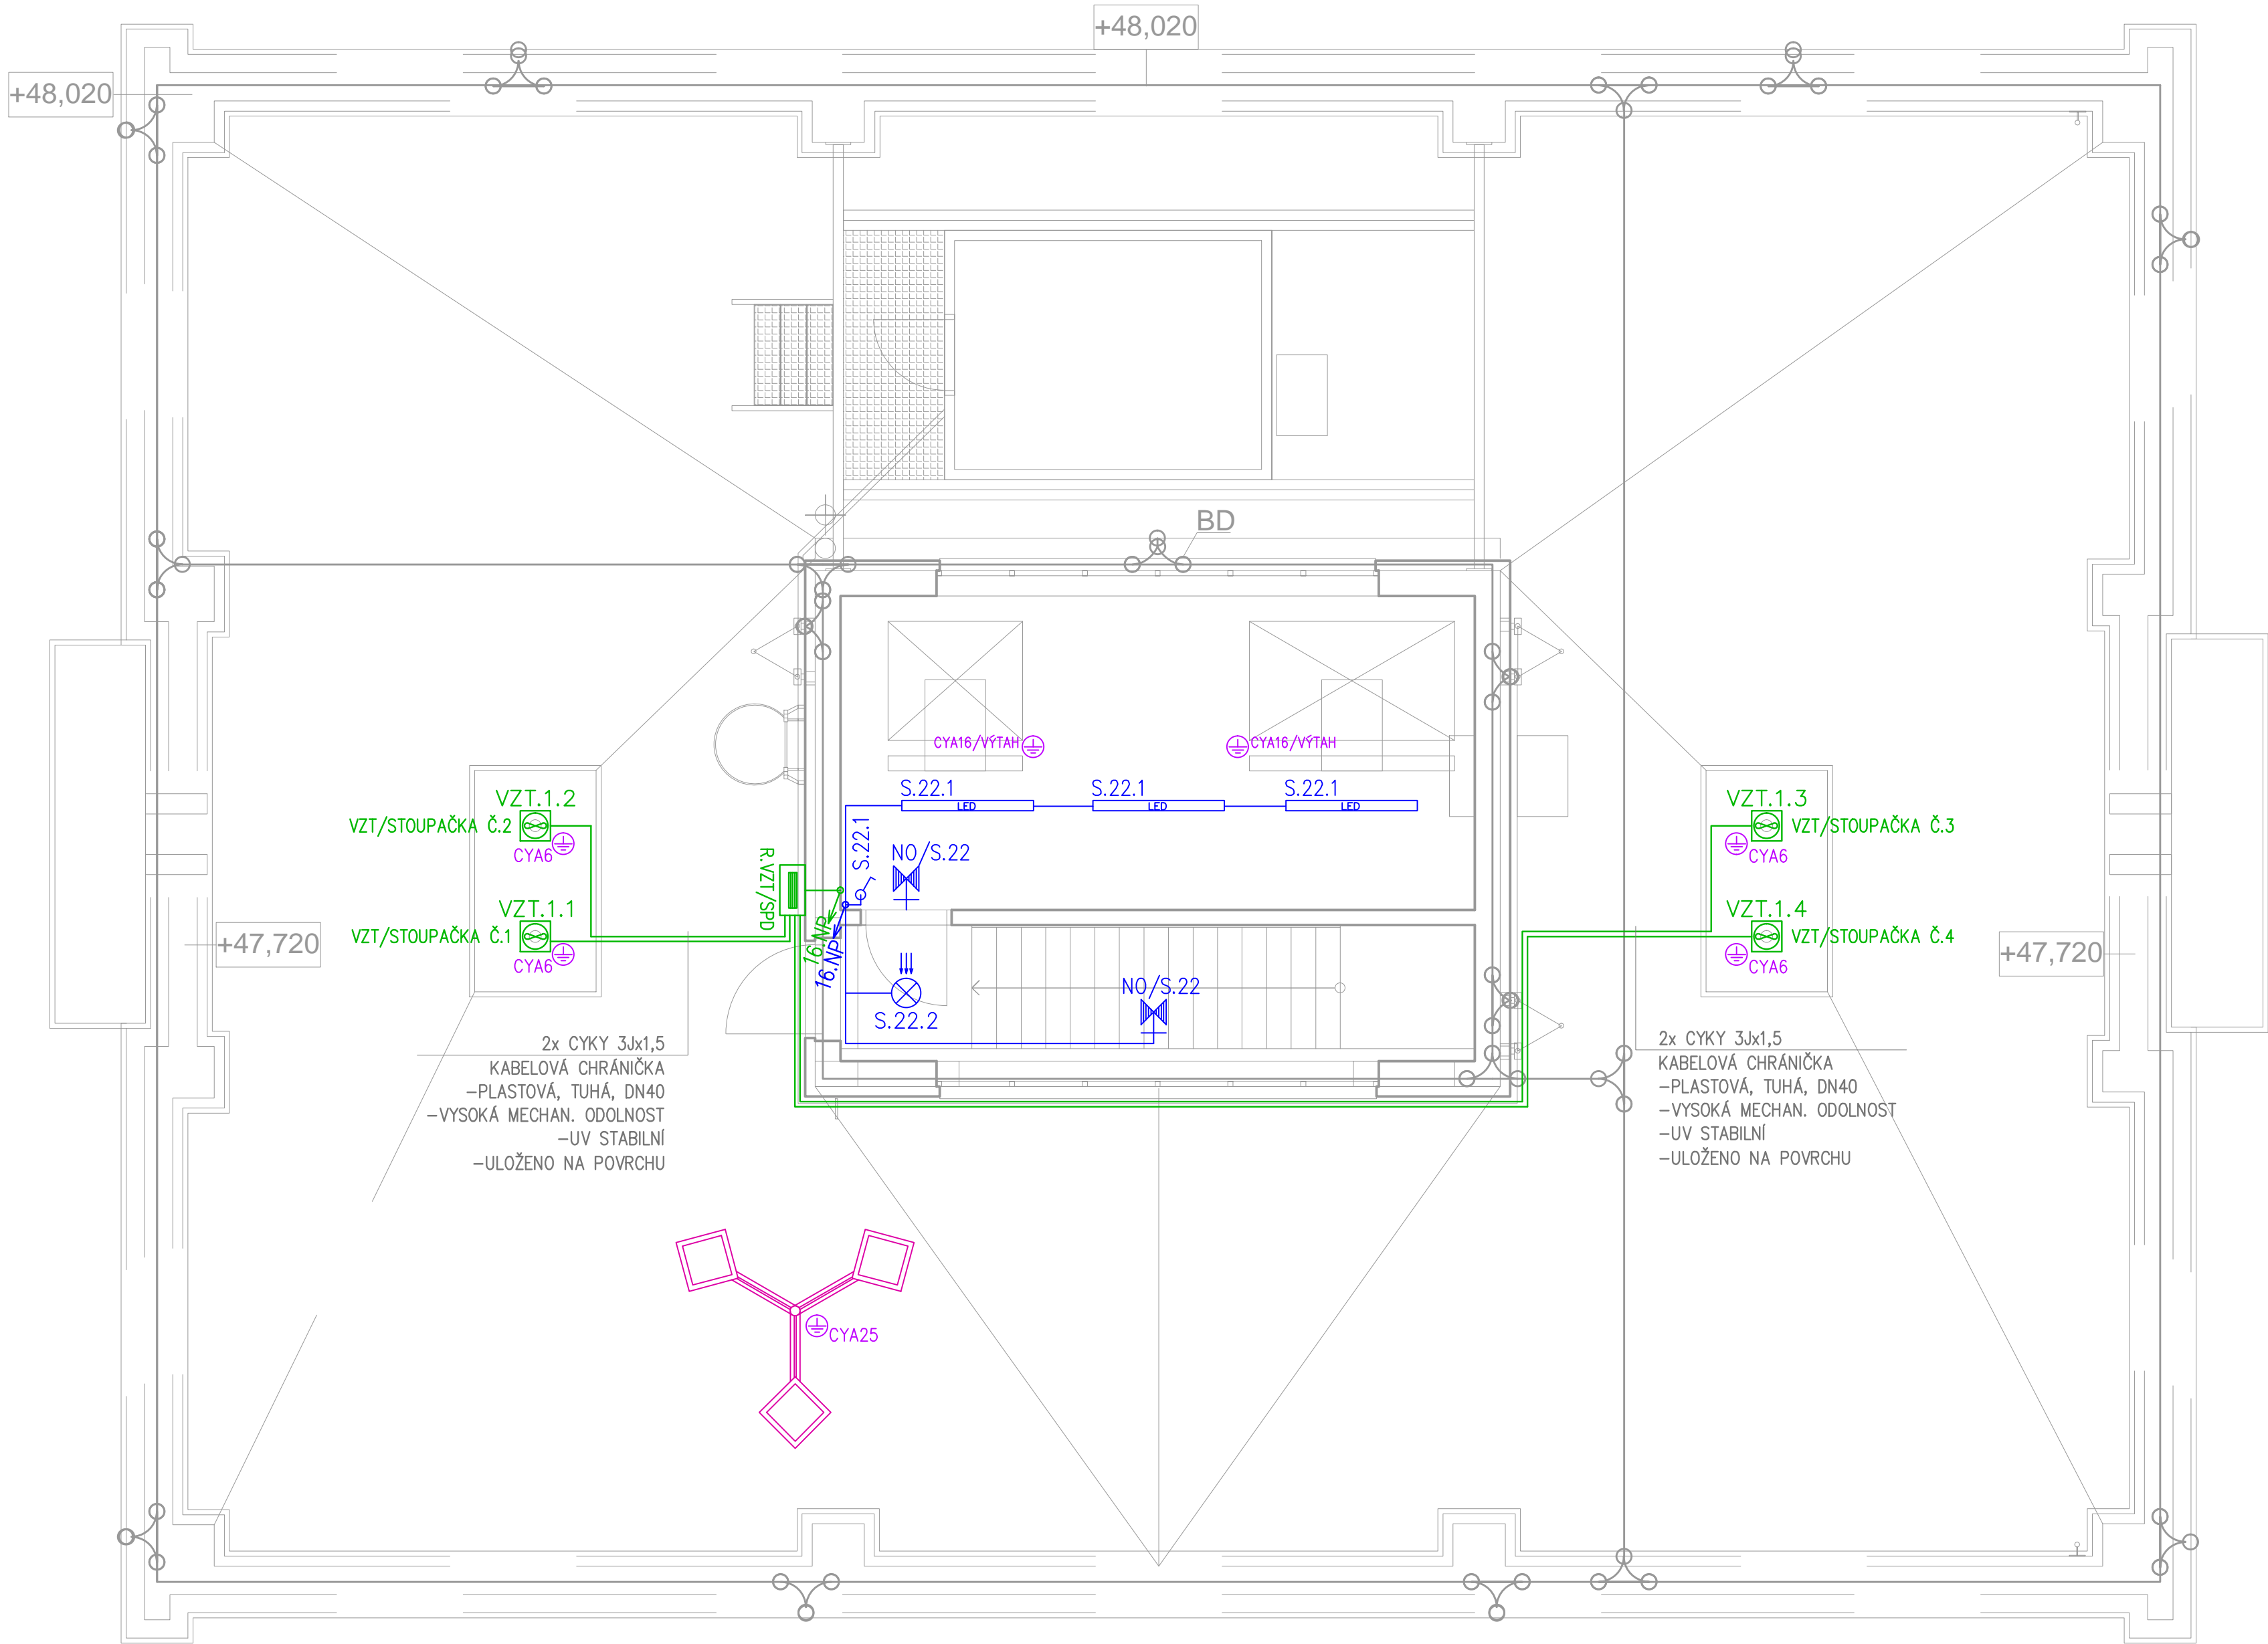 +48,020
+48,020
BD
CYA16/VÝTAH
CYA16/VÝTAH
S.22.1
S.22.1
S.22.1
LED
LED
LED
VZT.1.2
VZT/STOUPAČKA Č.2
CYA6
VZT.1.1
VZT/STOUPAČKA Č.1
CYA6
R.VZT/SPD
S.22.1
NO/S.22
16.NP
16.NP
S.22.2
NO/S.22
VZT.1.3
VZT/STOUPAČKA Č.3
CYA6
VZT.1.4
VZT/STOUPAČKA Č.4
CYA6
+47,720
+47,720
2x CYKY 3Jx1,5
KABELOVÁ CHRÁNIČKA
-PLASTOVÁ, TUHÁ, DN40
-VYSOKÁ MECHAN. ODOLNOST
-UV STABILNÍ
-ULOŽENO NA POVRCHU
2x CYKY 3Jx1,5
KABELOVÁ CHRÁNIČKA
-PLASTOVÁ, TUHÁ, DN40
-VYSOKÁ MECHAN. ODOLNOST
-UV STABILNÍ
-ULOŽENO NA POVRCHU
CYA25